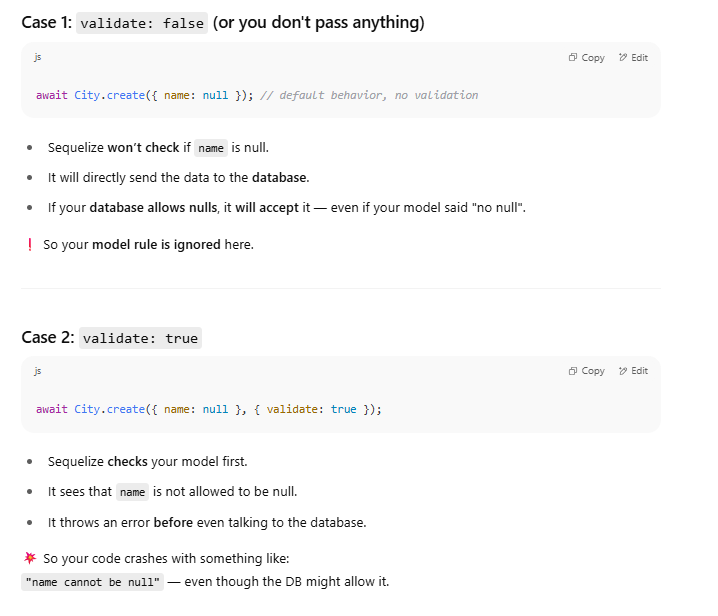 Case 1: validate: false (or you don't pass anything)
js
Copy
Edit
await City.create({ name: null }); // default behavior, no validation
Sequelize won't check if name is null.
It will directly send the data to the database.
If your database allows nulls, it will accept it — even if your model said "no null".
❗ So your model rule is ignored here.
Case 2: validate: true
js
Copy
Edit
await City.create({ name: null }, { validate: true });
Sequelize checks your model first.
It sees that name is not allowed to be null.
It throws an error before even talking to the database.
💥 So your code crashes with something like:
"name cannot be null" — even though the DB might allow it.